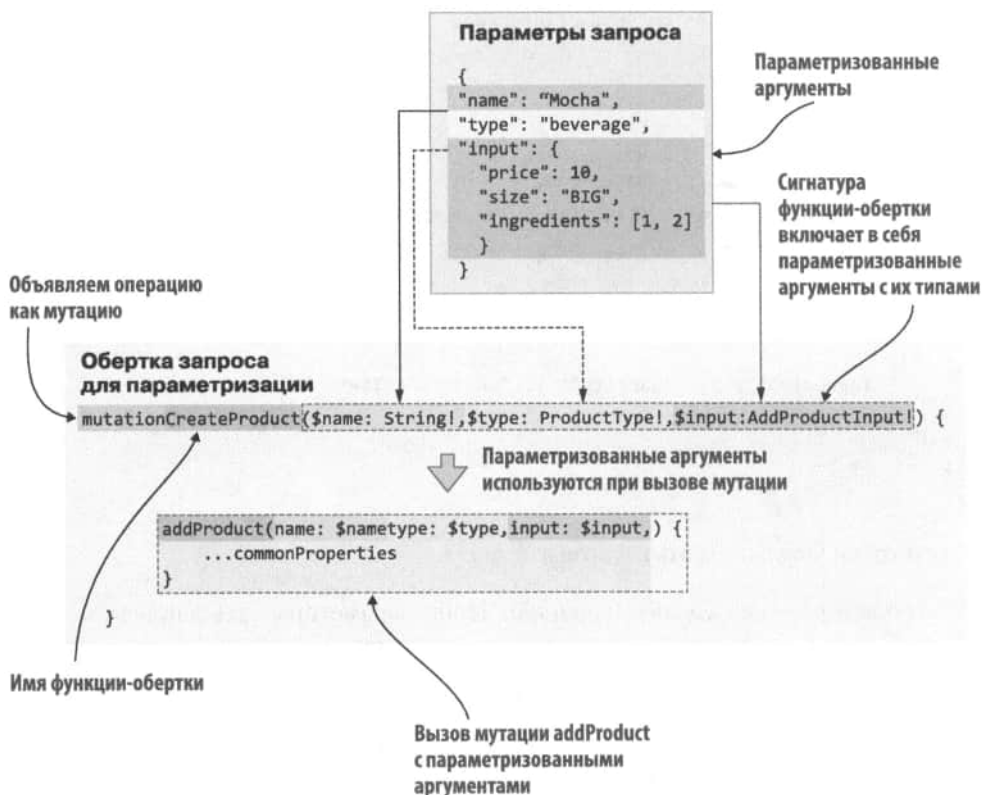 Параметры запроса
{
"name": “Mocha",
"type": "beverage",
"input": {
"price": 10,
"size": "BIG",
"ingredients": [1, 2]
}
}
Параметризованные
аргументы
Сигнатура
функции-обертки
включает в себя
параметризованные
аргументы с их типами
Объявляем операцию
как мутацию
Обертка запроса
для параметризации
mutationCreateProduct($name: String!,$type: ProductType!,$input:AddProductInput!) {
Параметризованные аргументы
используются при вызове мутации
addProduct(name: $nametype: $type,input: $input,) {
...commonProperties
}
}
Имя функции-обертки
Вызов мутации addProduct
с параметризованными
аргументами